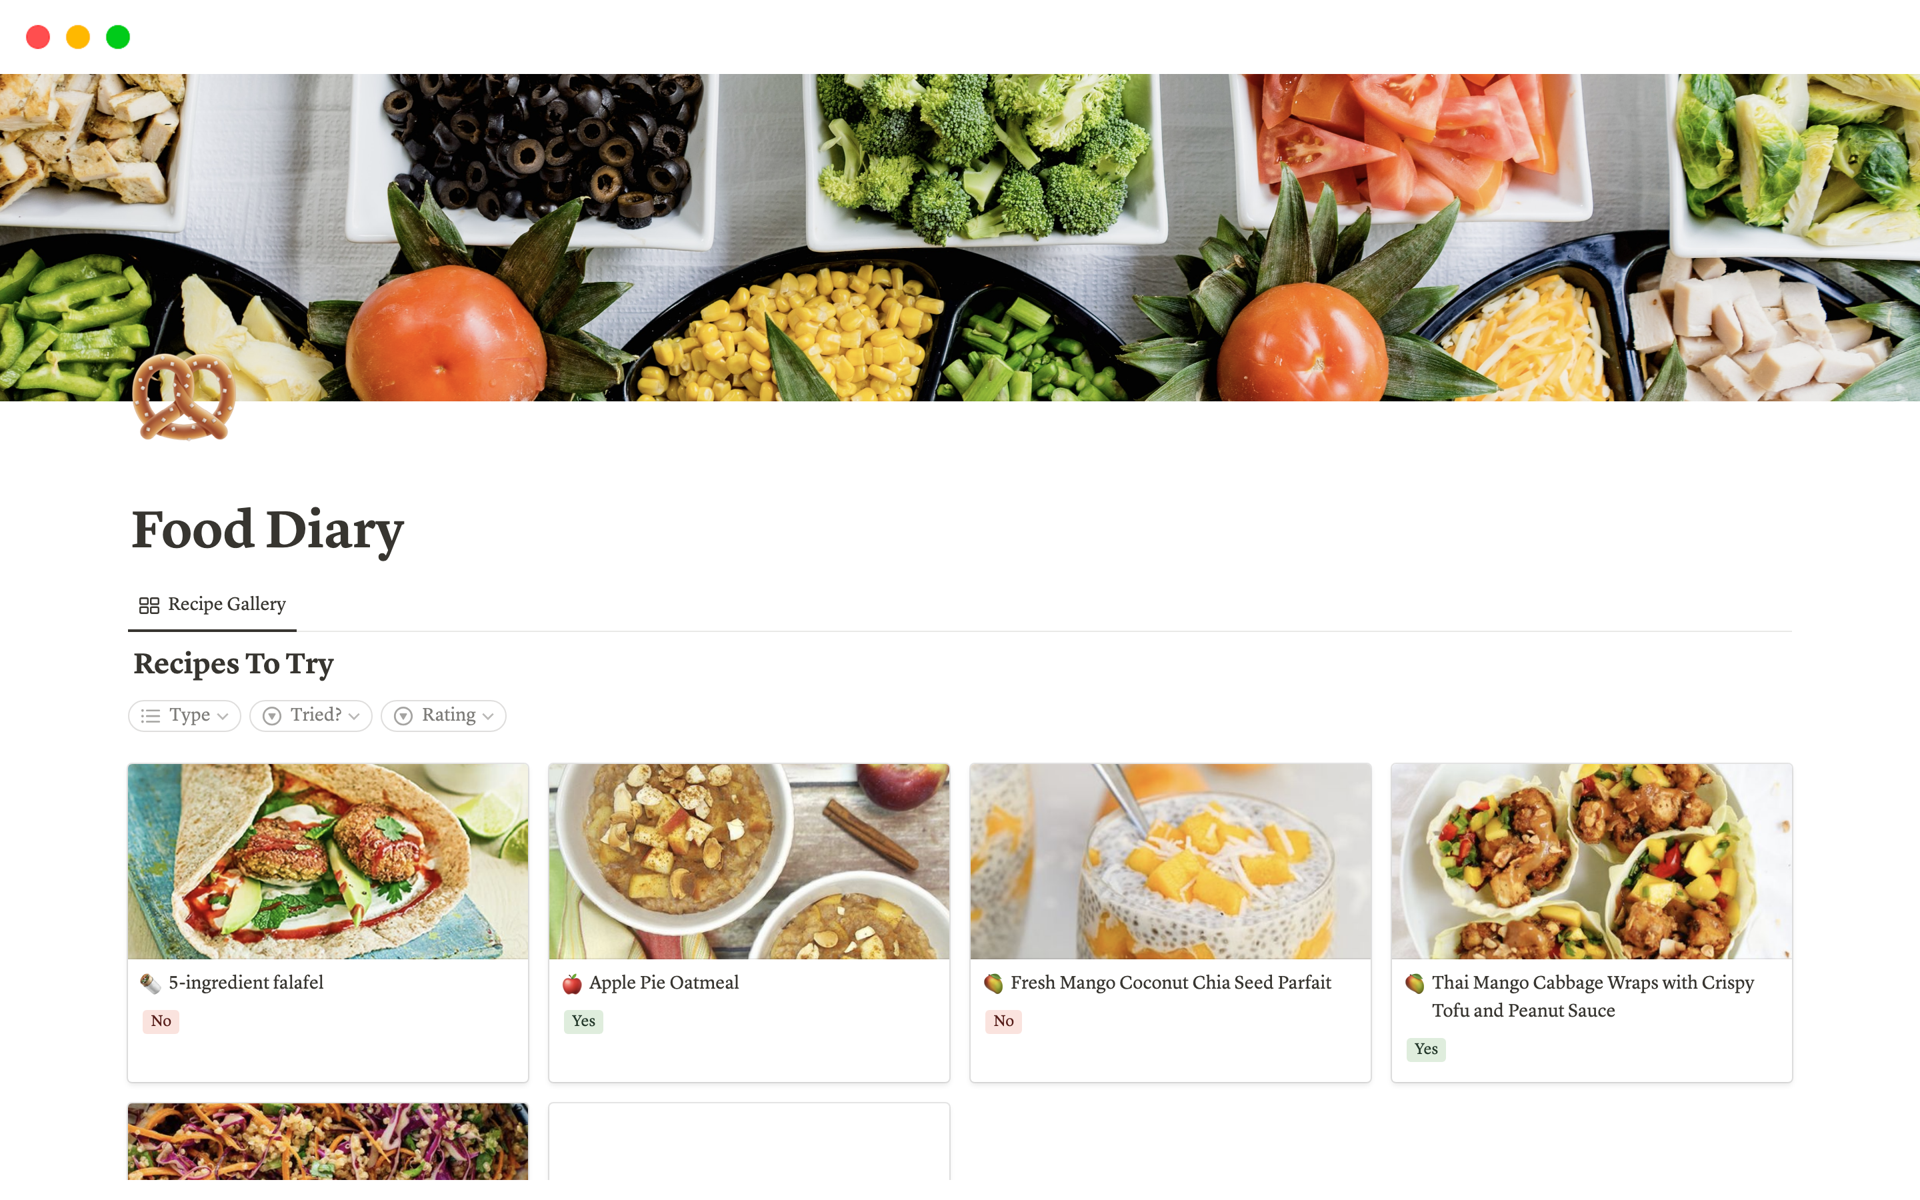 Food Diary
Recipe Gallery
Recipes To Try
Type Tried? Rating
5-ingredient falafel
No
Apple Pie Oatmeal
Yes
Fresh Mango Coconut Chia Seed Parfait
No
Thai Mango Cabbage Wraps with Crispy
Tofu and Peanut Sauce
Yes